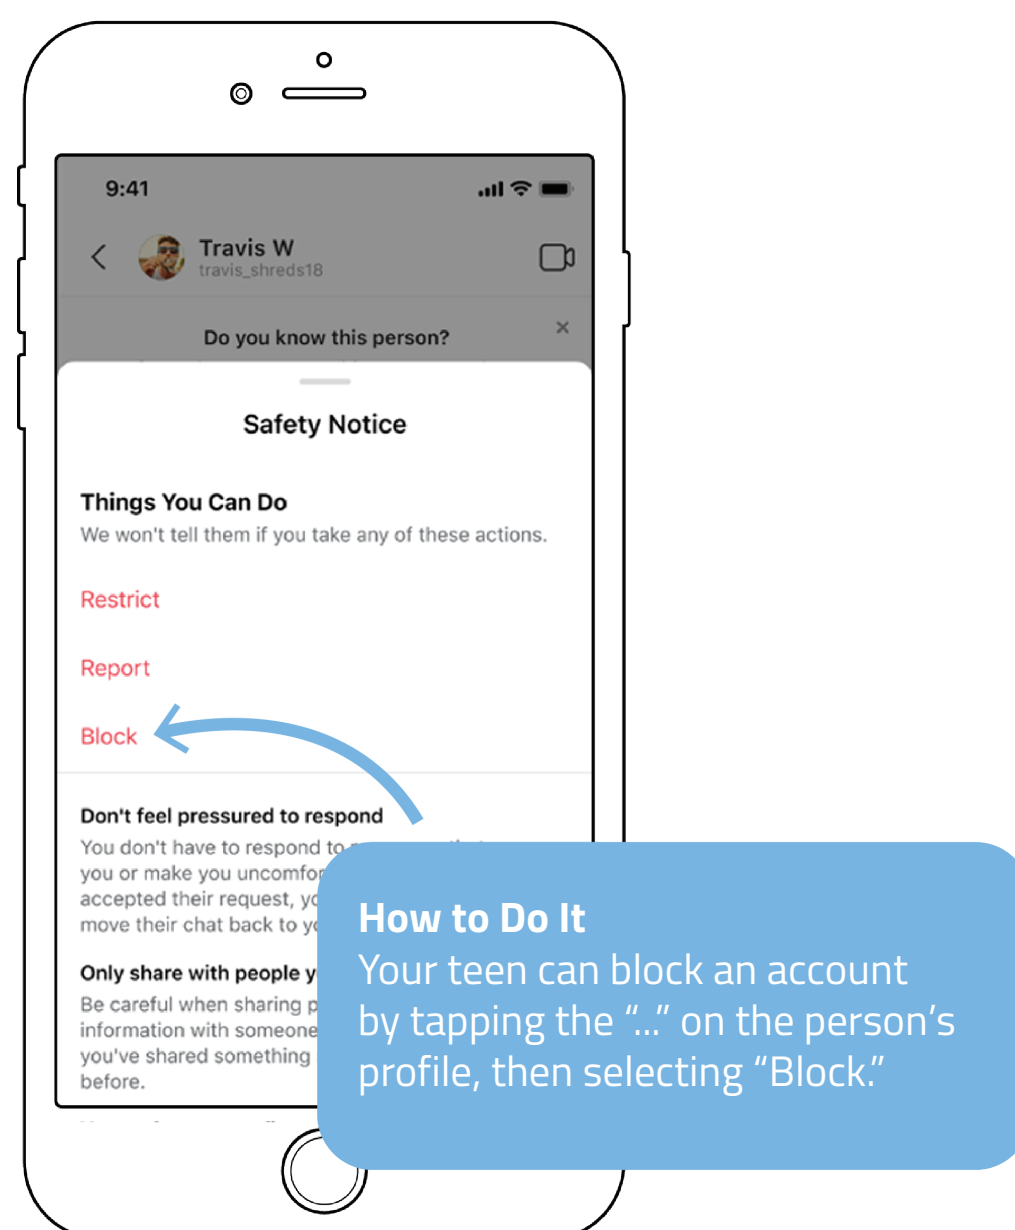 9:41
Travis W
travis_shreds18
Do you know this person?
Safety Notice
Things You Can Do
We won't tell them if you take any of these actions.
Restrict
Report
Block
Don't feel pressured to respond
You don't have to respond to
you or make you
accepted their request,
move their chat back to
Only share with people
Be careful when sharing
information with someone
you've shared something
before.
How to Do It
Your teen can block an account
by tapping the “...” on the person’s
profile, then selecting “Block.”